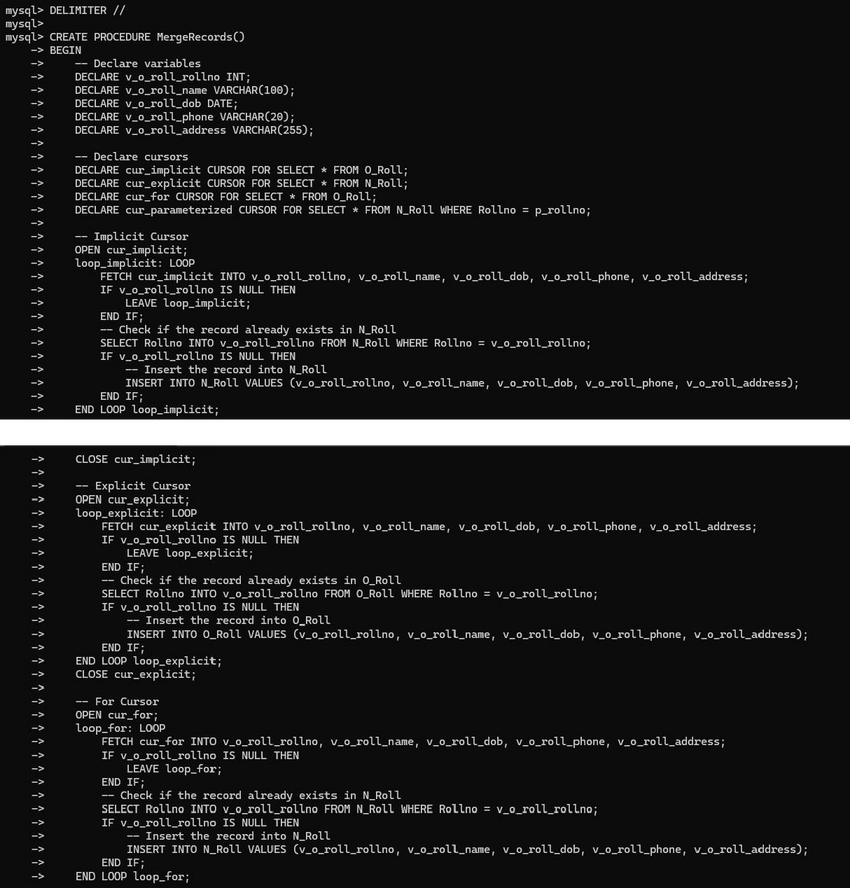 mysql> DELIMITER //
mysql>
mysql> CREATE PROCEDURE MergeRecords()
    -> BEGIN
    ->     -- Declare variables
    ->     DECLARE v_o_roll_rollno INT;
    ->     DECLARE v_o_roll_name VARCHAR(100);
    ->     DECLARE v_o_roll_dob DATE;
    ->     DECLARE v_o_roll_phone VARCHAR(20);
    ->     DECLARE v_o_roll_address VARCHAR(255);
    ->
    ->     -- Declare cursors
    ->     DECLARE cur_implicit CURSOR FOR SELECT * FROM O_Roll;
    ->     DECLARE cur_explicit CURSOR FOR SELECT * FROM N_Roll;
    ->     DECLARE cur_for CURSOR FOR SELECT * FROM O_Roll;
    ->     DECLARE cur_parameterized CURSOR FOR SELECT * FROM N_Roll WHERE Rollno = p_rollno;
    ->
    ->     -- Implicit Cursor
    ->     OPEN cur_implicit;
    ->     loop_implicit: LOOP
    ->         FETCH cur_implicit INTO v_o_roll_rollno, v_o_roll_name, v_o_roll_dob, v_o_roll_phone, v_o_roll_address;
    ->         IF v_o_roll_rollno IS NULL THEN
    ->             LEAVE loop_implicit;
    ->         END IF;
    ->         -- Check if the record already exists in N_Roll
    ->         SELECT Rollno INTO v_o_roll_rollno FROM N_Roll WHERE Rollno = v_o_roll_rollno;
    ->         IF v_o_roll_rollno IS NULL THEN
    ->             -- Insert the record into N_Roll
    ->             INSERT INTO N_Roll VALUES (v_o_roll_rollno, v_o_roll_name, v_o_roll_dob, v_o_roll_phone, v_o_roll_address);
    ->         END IF;
    ->     END LOOP loop_implicit;
    ->     CLOSE cur_implicit;
    ->
    ->     -- Explicit Cursor
    ->     OPEN cur_explicit;
    ->     loop_explicit: LOOP
    ->         FETCH cur_explicit INTO v_o_roll_rollno, v_o_roll_name, v_o_roll_dob, v_o_roll_phone, v_o_roll_address;
    ->         IF v_o_roll_rollno IS NULL THEN
    ->             LEAVE loop_explicit;
    ->         END IF;
    ->         -- Check if the record already exists in O_Roll
    ->         SELECT Rollno INTO v_o_roll_rollno FROM O_Roll WHERE Rollno = v_o_roll_rollno;
    ->         IF v_o_roll_rollno IS NULL THEN
    ->             -- Insert the record into O_Roll
    ->             INSERT INTO O_Roll VALUES (v_o_roll_rollno, v_o_roll_name, v_o_roll_dob, v_o_roll_phone, v_o_roll_address);
    ->         END IF;
    ->     END LOOP loop_explicit;
    ->     CLOSE cur_explicit;
    ->
    ->     -- For Cursor
    ->     OPEN cur_for;
    ->     loop_for: LOOP
    ->         FETCH cur_for INTO v_o_roll_rollno, v_o_roll_name, v_o_roll_dob, v_o_roll_phone, v_o_roll_address;
    ->         IF v_o_roll_rollno IS NULL THEN
    ->             LEAVE loop_for;
    ->         END IF;
    ->         -- Check if the record already exists in N_Roll
    ->         SELECT Rollno INTO v_o_roll_rollno FROM N_Roll WHERE Rollno = v_o_roll_rollno;
    ->         IF v_o_roll_rollno IS NULL THEN
    ->             -- Insert the record into N_Roll
    ->             INSERT INTO N_Roll VALUES (v_o_roll_rollno, v_o_roll_name, v_o_roll_dob, v_o_roll_phone, v_o_roll_address);
    ->         END IF;
    ->     END LOOP loop_for;